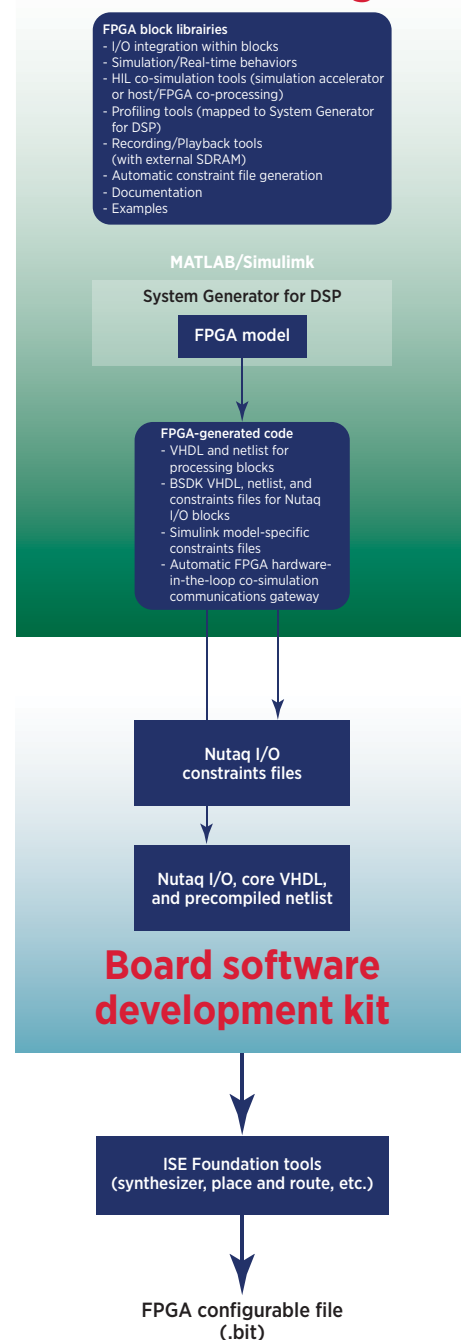 FPGA block librairies
- I/O integration within blocks
- Simulation/Real-time behaviors
- HIL co-simulation tools (simulation accelerator
or host/FPGA co-processing)
- Profiling tools (mapped to System Generator
for DSP)
- Recording/Playback tools
(with external SDRAM)
- Automatic constraint file generation
- Documentation
- Examples
MATLAB/Simulimk
System Generator for DSP
FPGA model
FPGA-generated code
- VHDL and netlist for
processing blocks
- BSDK VHDL, netlist, and
constraints files for Nutaq
I/O blocks
- Simulink model-specific
constraints files
- Automatic FPGA hardware-
in-the-loop co-simulation
communications gateway
Nutaq I/O
constraints files
Nutaq I/O, core VHDL,
and precompiled netlist
Board software
development kit
ISE Foundation tools
(synthesizer, place and route, etc.)
FPGA configurable file
(.bit)